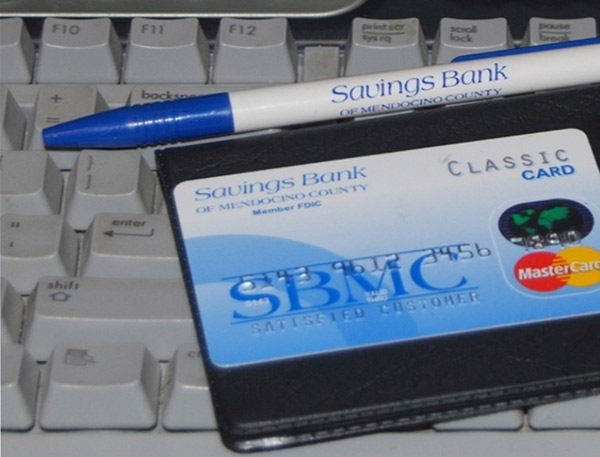 F10
F11
F12
print scr
sys rq
scroll
lock
pause
break
+
=
backspace
Savings Bank
OF MENDOCINO COUNTY
Savings Bank
OF MENDOCINO COUNTY
Member FDIC
CLASSIC
CARD
}
"
enter
shift
SBMC
SATISFIED CUSTOMER
MasterCard